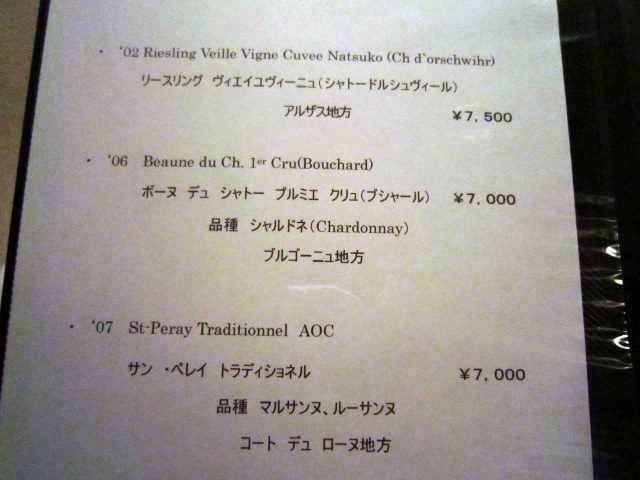 ・ '02 Riesling Veille Vigne Cuvee Natsuko (Ch d`orschwihr)
リースリング ヴィエイユヴィーニュ(シャトードルシュヴィール)
アルザス地方 ￥7,500
・ '06 Beaune du Ch. 1er Cru(Bouchard)
ボーヌ デュ シャトー プルミエ クリュ(ブシャール) ￥7,000
品種 シャルドネ(Chardonnay)
ブルゴーニュ地方
・ '07 St-Peray Traditionnel AOC
サン ・ペレイ トラディショネル ￥7,000
品種 マルサンヌ、ルーサンヌ
コート デュ ローヌ地方